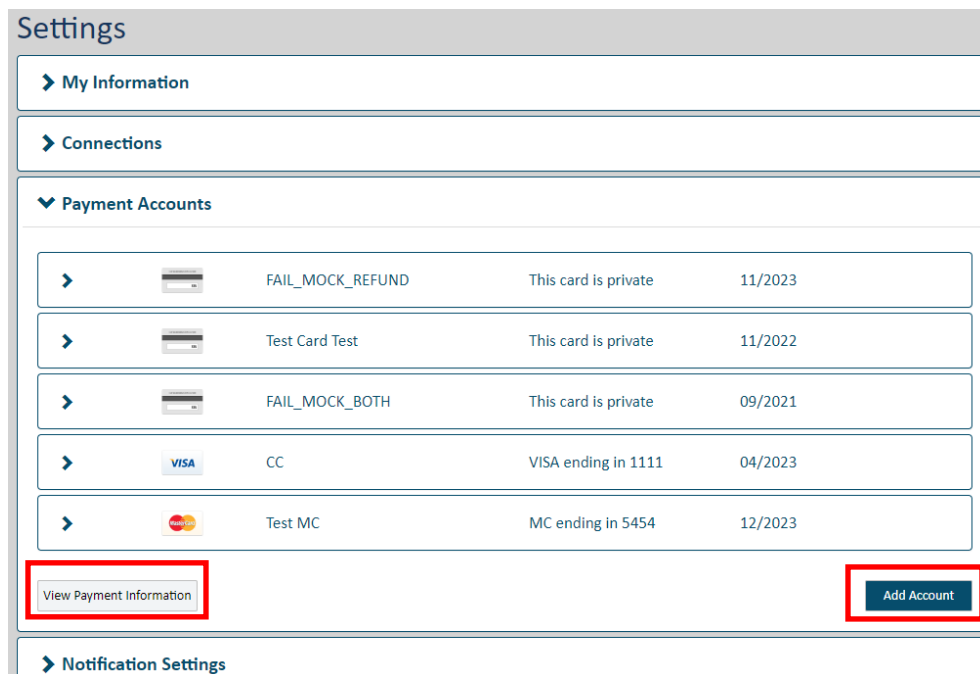 Settings
My Information
Connections
Payment Accounts
FAIL_MOCK_REFUND This card is private 11/2023
Test Card Test This card is private 11/2022
FAIL_MOCK_BOTH This card is private 09/2021
VISA CC VISA ending in 1111 04/2023
MasterCard Test MC MC ending in 5454 12/2023
View Payment Information Add Account
Notification Settings